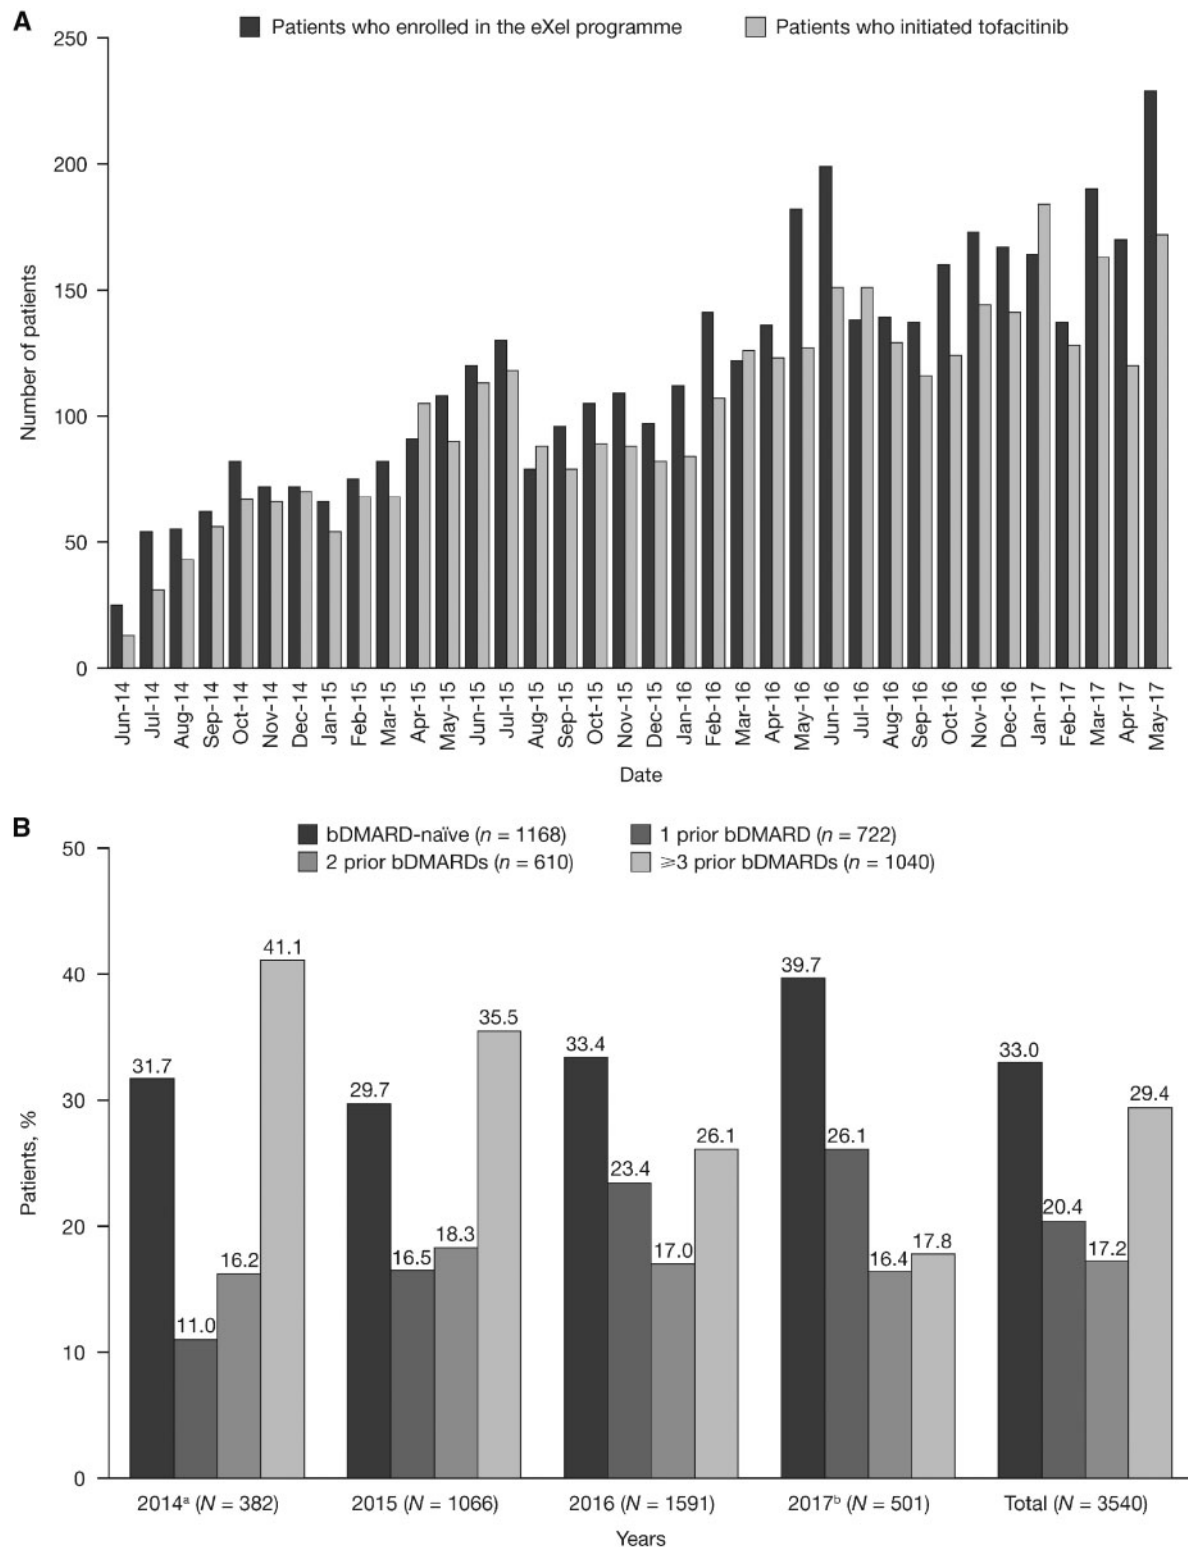 A
Patients who enrolled in the eXel programme Patients who initiated tofacitinib
250
200
150
100
50
0
Number of patients
Jun-14 Jul-14 Aug-14 Sep-14 Oct-14 Nov-14 Dec-14 Jan-15 Feb-15 Mar-15 Apr-15 May-15 Jun-15 Jul-15 Aug-15 Sep-15 Oct-15 Nov-15 Dec-15 Jan-16 Feb-16 Mar-16 Apr-16 May-16 Jun-16 Jul-16 Aug-16 Sep-16 Oct-16 Nov-16 Dec-16 Jan-17 Feb-17 Mar-17 Apr-17 May-17
Date
B
bDMARD-naïve (n = 1168) 1 prior bDMARD (n = 722)
2 prior bDMARDs (n = 610) ⩾3 prior bDMARDs (n = 1040)
50
40
30
20
10
0
Patients, %
31.7 11.0 16.2 41.1
29.7 16.5 18.3 35.5
33.4 23.4 17.0 26.1
39.7 26.1 16.4 17.8
33.0 20.4 17.2 29.4
2014ᵃ (N = 382) 2015 (N = 1066) 2016 (N = 1591) 2017ᵇ (N = 501) Total (N = 3540)
Years